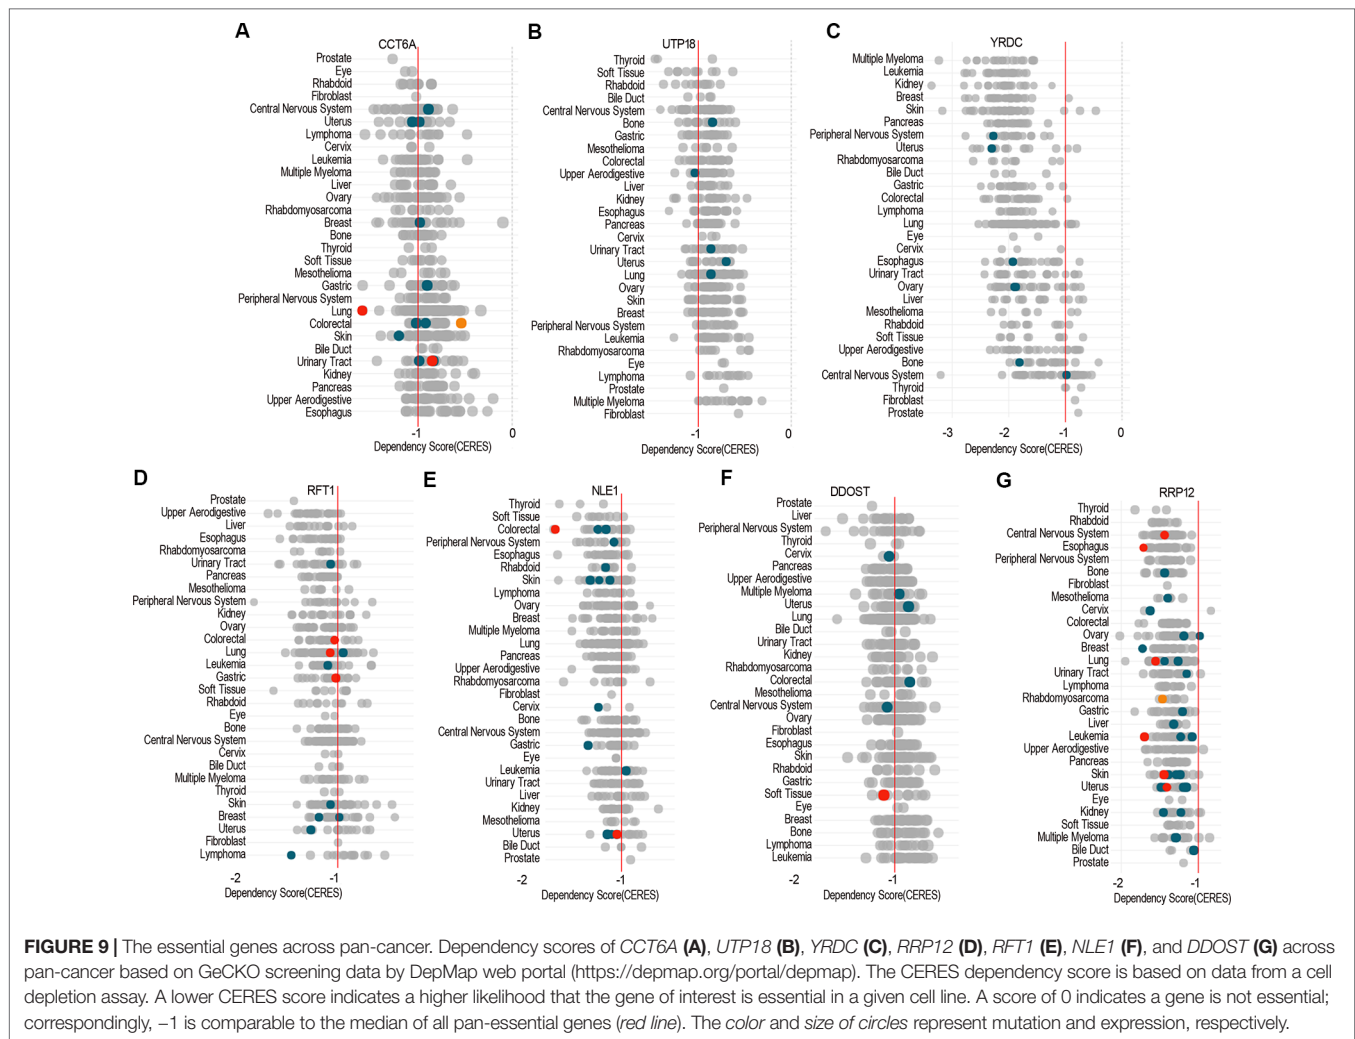 A
CCT6A
Prostate
Eye
Rhabdoid
Fibroblast
Central Nervous System
Uterus
Lymphoma
Cervix
Leukemia
Multiple Myeloma
Liver
Ovary
Rhabdomyosarcoma
Breast
Bone
Thyroid
Soft Tissue
Mesothelioma
Gastric
Peripheral Nervous System
Lung
Colorectal
Skin
Bile Duct
Urinary Tract
Kidney
Pancreas
Upper Aerodigestive
Esophagus
-1 0
Dependency Score(CERES)
B
UTP18
Thyroid
Soft Tissue
Rhabdoid
Bile Duct
Central Nervous System
Bone
Gastric
Mesothelioma
Colorectal
Upper Aerodigestive
Liver
Kidney
Esophagus
Pancreas
Cervix
Urinary Tract
Uterus
Lung
Ovary
Skin
Breast
Peripheral Nervous System
Leukemia
Rhabdomyosarcoma
Eye
Lymphoma
Prostate
Multiple Myeloma
Fibroblast
-1 0
Dependency Score(CERES)
C
YRDC
Multiple Myeloma
Leukemia
Kidney
Breast
Skin
Pancreas
Peripheral Nervous System
Uterus
Rhabdomyosarcoma
Bile Duct
Gastric
Colorectal
Lymphoma
Lung
Eye
Cervix
Esophagus
Urinary Tract
Ovary
Liver
Mesothelioma
Rhabdoid
Soft Tissue
Upper Aerodigestive
Bone
Central Nervous System
Thyroid
Fibroblast
Prostate
-3 -2 -1 0
Dependency Score(CERES)
D
RFT1
Prostate
Upper Aerodigestive
Liver
Esophagus
Rhabdomyosarcoma
Urinary Tract
Pancreas
Mesothelioma
Peripheral Nervous System
Kidney
Ovary
Colorectal
Lung
Leukemia
Gastric
Soft Tissue
Rhabdoid
Eye
Bone
Central Nervous System
Cervix
Bile Duct
Multiple Myeloma
Thyroid
Skin
Breast
Uterus
Fibroblast
Lymphoma
-2 -1
Dependency Score(CERES)
E
NLE1
Thyroid
Soft Tissue
Colorectal
Peripheral Nervous System
Esophagus
Rhabdoid
Skin
Lymphoma
Ovary
Breast
Multiple Myeloma
Lung
Pancreas
Upper Aerodigestive
Rhabdomyosarcoma
Fibroblast
Cervix
Bone
Central Nervous System
Gastric
Eye
Leukemia
Urinary Tract
Liver
Kidney
Mesothelioma
Uterus
Bile Duct
Prostate
-2 -1
Dependency Score(CERES)
F
DDOST
Prostate
Liver
Peripheral Nervous System
Thyroid
Cervix
Pancreas
Upper Aerodigestive
Multiple Myeloma
Uterus
Lung
Bile Duct
Urinary Tract
Kidney
Rhabdomyosarcoma
Colorectal
Mesothelioma
Central Nervous System
Ovary
Fibroblast
Esophagus
Skin
Rhabdoid
Gastric
Soft Tissue
Eye
Breast
Bone
Lymphoma
Leukemia
-2 -1
Dependency Score(CERES)
G
RRP12
Thyroid
Rhabdoid
Central Nervous System
Esophagus
Peripheral Nervous System
Bone
Fibroblast
Mesothelioma
Cervix
Colorectal
Ovary
Breast
Lung
Urinary Tract
Lymphoma
Rhabdomyosarcoma
Gastric
Liver
Leukemia
Upper Aerodigestive
Pancreas
Skin
Uterus
Eye
Kidney
Soft Tissue
Multiple Myeloma
Bile Duct
Prostate
-2 -1
Dependency Score(CERES)
FIGURE 9 | The essential genes across pan-cancer. Dependency scores of CCT6A (A), UTP18 (B), YRDC (C), RRP12 (D), RFT1 (E), NLE1 (F), and DDOST (G) across
pan-cancer based on GeCKO screening data by DepMap web portal (https://depmap.org/portal/depmap). The CERES dependency score is based on data from a cell
depletion assay. A lower CERES score indicates a higher likelihood that the gene of interest is essential in a given cell line. A score of 0 indicates a gene is not essential;
correspondingly, −1 is comparable to the median of all pan-essential genes (red line). The color and size of circles represent mutation and expression, respectively.